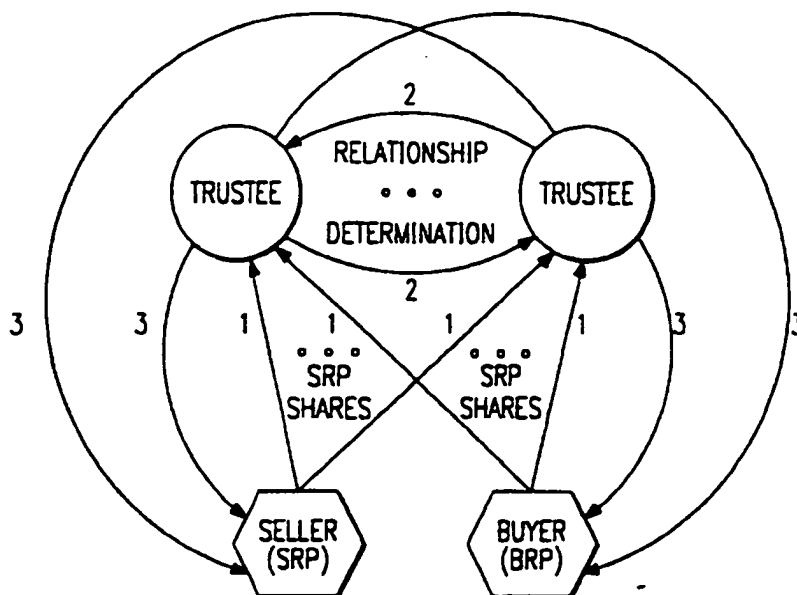 2
RELATIONSHIP
TRUSTEE
TRUSTEE
DETERMINATION
2
3
3
1
1
1
1
3
3
SRP
SHARES
SRP
SHARES
SELLER
(SRP)
BUYER
(BRP)